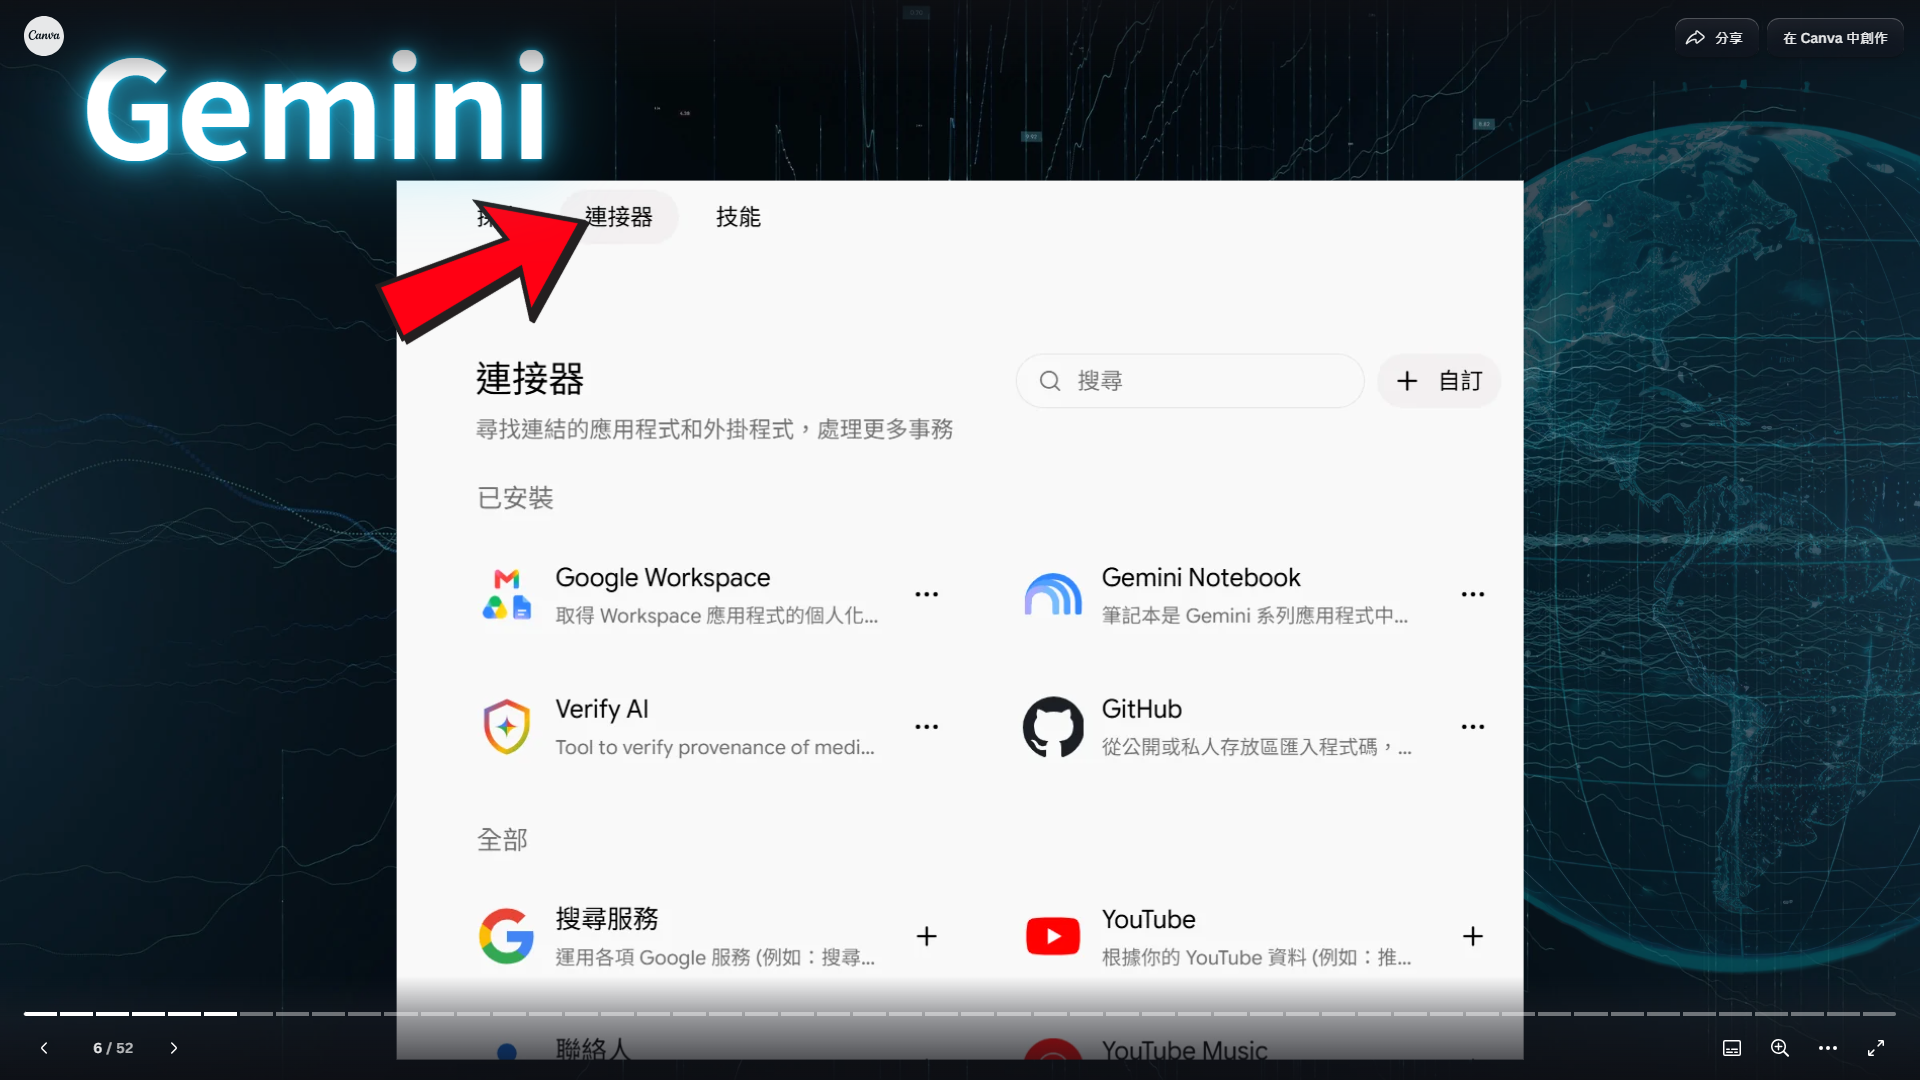 Canva
分享
在 Canva 中創作
Gemini
連接器
技能
連接器
搜尋
自訂
尋找連結的應用程式和外掛程式，處理更多事務
已安裝
Google Workspace
取得 Workspace 應用程式的個人化...
Gemini Notebook
筆記本是 Gemini 系列應用程式中...
Verify AI
Tool to verify provenance of medi...
GitHub
從公開或私人存放區匯入程式碼，...
全部
搜尋服務
運用各項 Google 服務 (例如：搜尋...
YouTube
根據你的 YouTube 資料 (例如：推...
聯絡人
YouTube Music
6 / 52